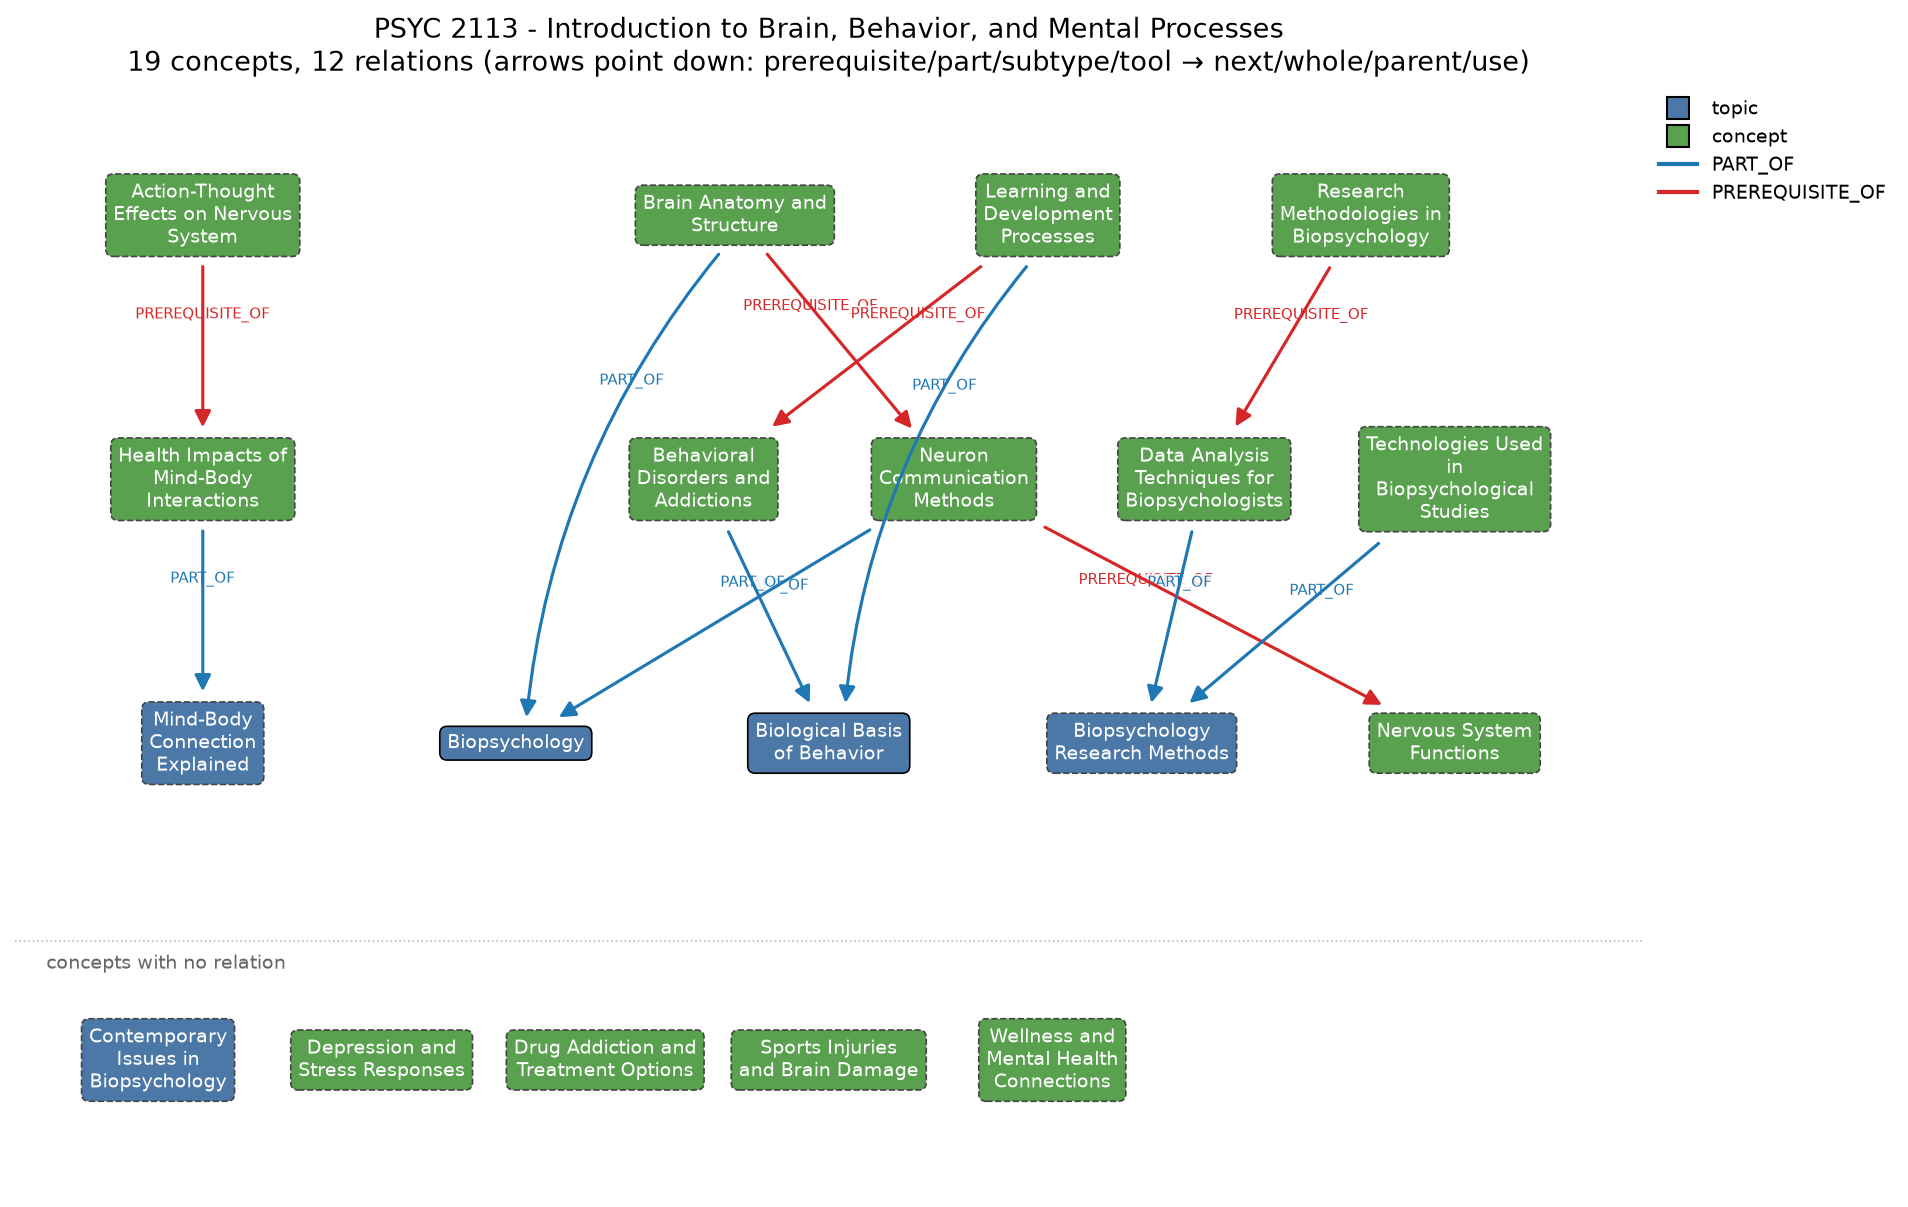 PSYC 2113 - Introduction to Brain, Behavior, and Mental Processes
19 concepts, 12 relations (arrows point down: prerequisite/part/subtype/tool → next/whole/parent/use)
topic
concept
PART_OF
PREREQUISITE_OF
Action-Thought
Effects on Nervous
System
Brain Anatomy and
Structure
Learning and
Development
Processes
Research
Methodologies in
Biopsychology
PREREQUISITE_OF
PREREQUISITE_OF
PREREQUISITE_OF
PREREQUISITE_OF
PART_OF
PART_OF
Health Impacts of
Mind-Body
Interactions
Behavioral
Disorders and
Addictions
Neuron
Communication
Methods
Data Analysis
Techniques for
Biopsychologists
Technologies Used
in
Biopsychological
Studies
PART_OF
PART_OF
PART_OF
PREREQUISITE_OF
PART_OF
PART_OF
Mind-Body
Connection
Explained
Biopsychology
Biological Basis
of Behavior
Biopsychology
Research Methods
Nervous System
Functions
concepts with no relation
Contemporary
Issues in
Biopsychology
Depression and
Stress Responses
Drug Addiction and
Treatment Options
Sports Injuries
and Brain Damage
Wellness and
Mental Health
Connections